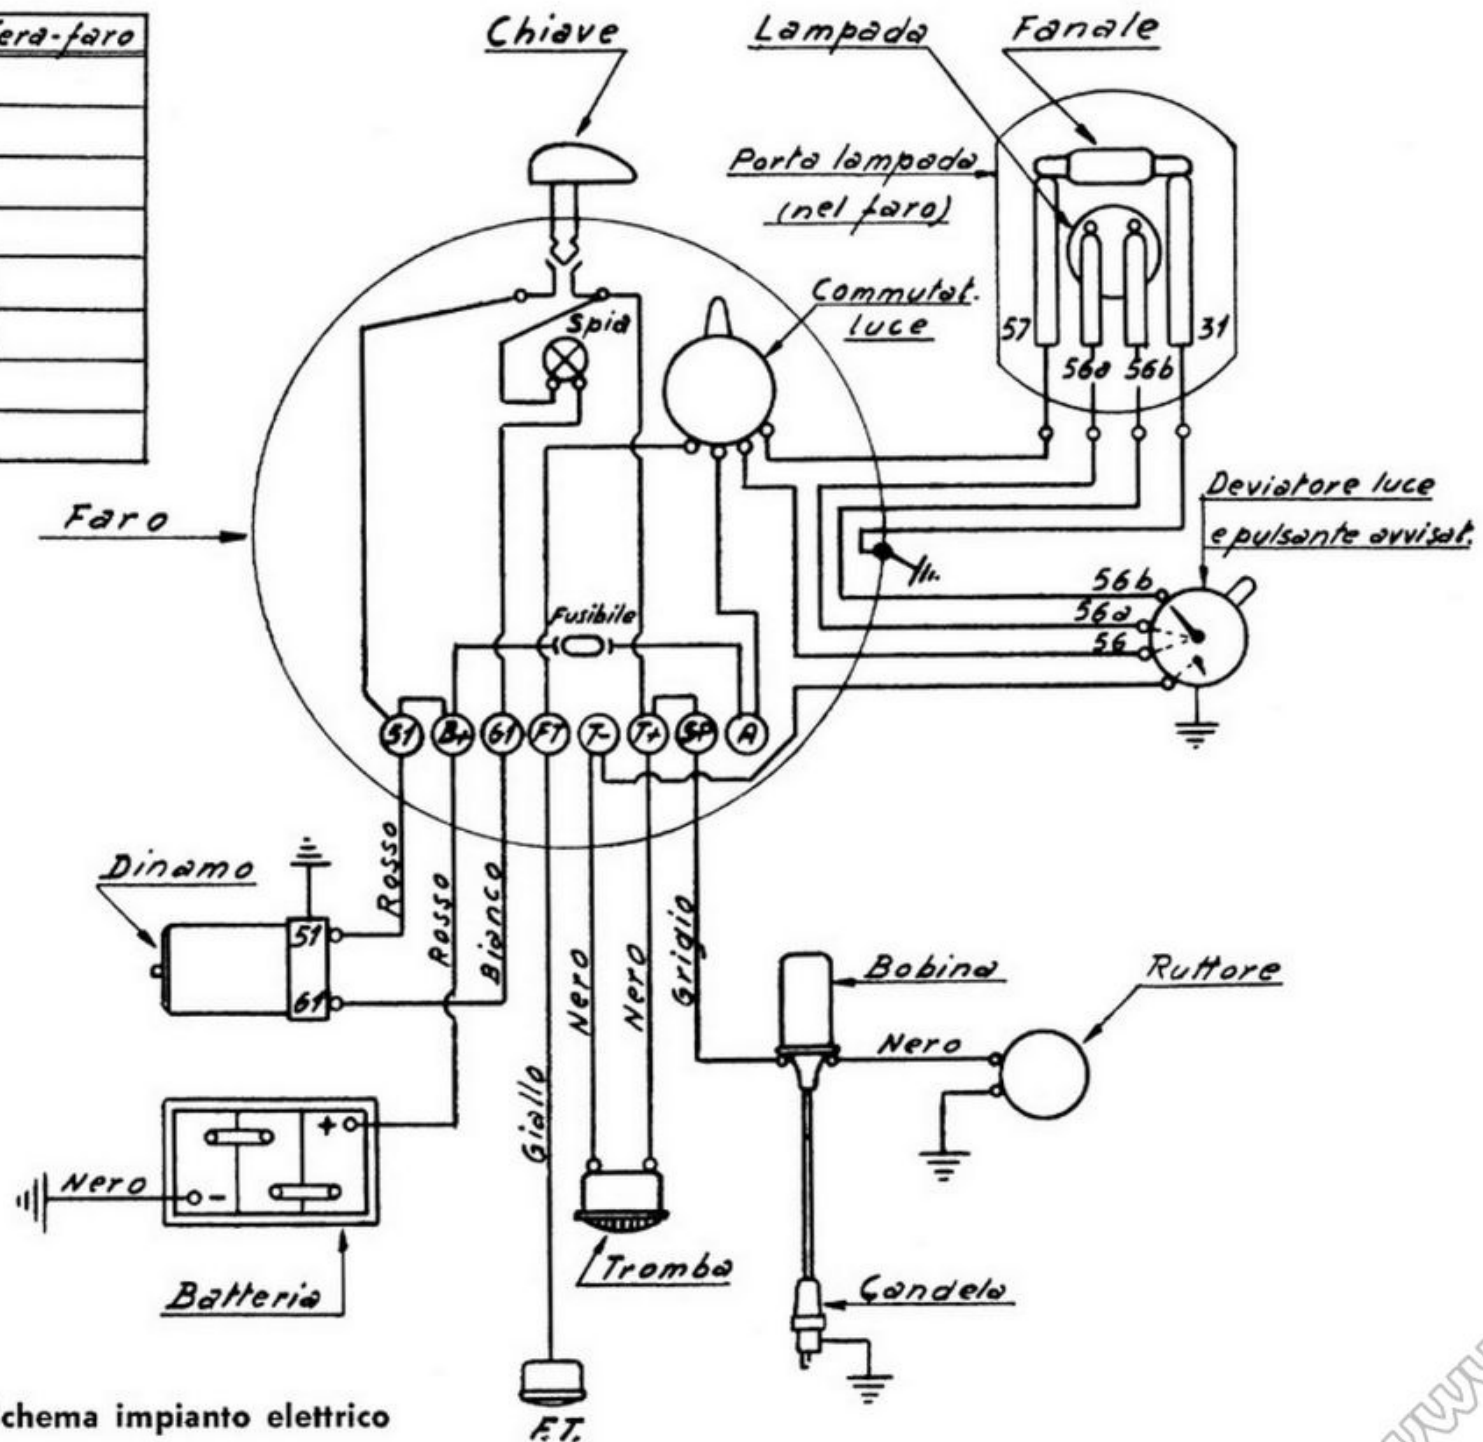 era-faro
Chiave
Lampada
Fanale
Porta lampada
(nel faro)
Commutat.
luce
Spia
57
56a
56b
31
Faro
Deviatore luce
e pulsante avvisat.
56b
56a
56
Fusibile
51
B+
61
FT
T-
T+
SP
A
Dinamo
51
61
Rosso
Rosso
Bianco
Giallo
Nero
Nero
Grigio
Bobina
Ruttore
Nero
+
-
Nero
Batteria
Tromba
Candela
F.T.
chema impianto elettrico
www